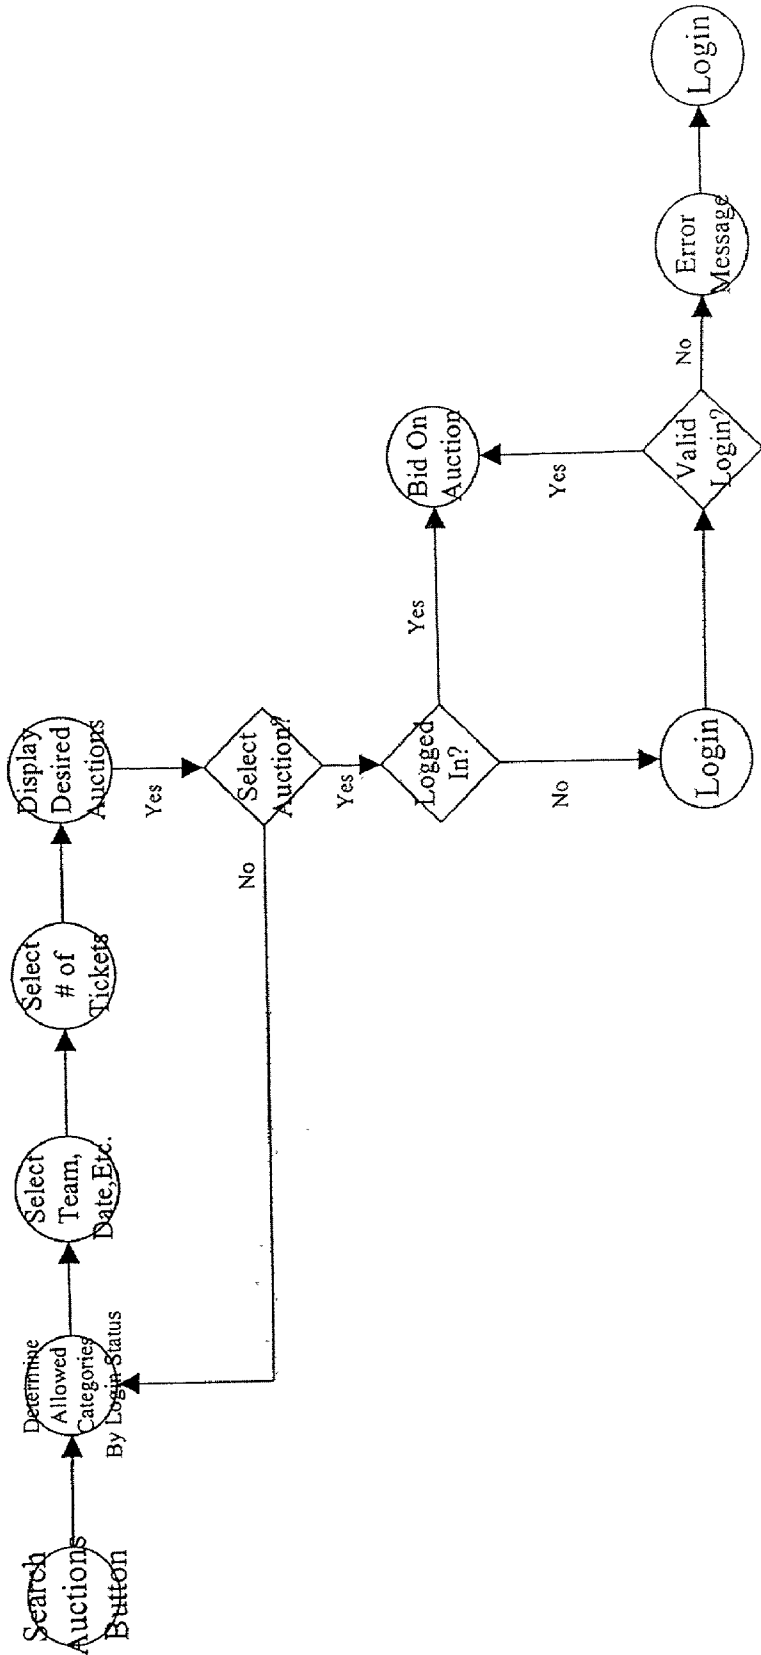 Search
Auctions
Button
Determine
Allowed
Categories
By Login Status
Select
Team,
Date,Etc.
Select
# of
Tickets
Display
Desired
Auctions
Yes
Select
Auction?
No
Yes
Logged
In?
Yes
Bid On
Auction
No
Login
Valid
Login?
Yes
No
Error
Message
Login